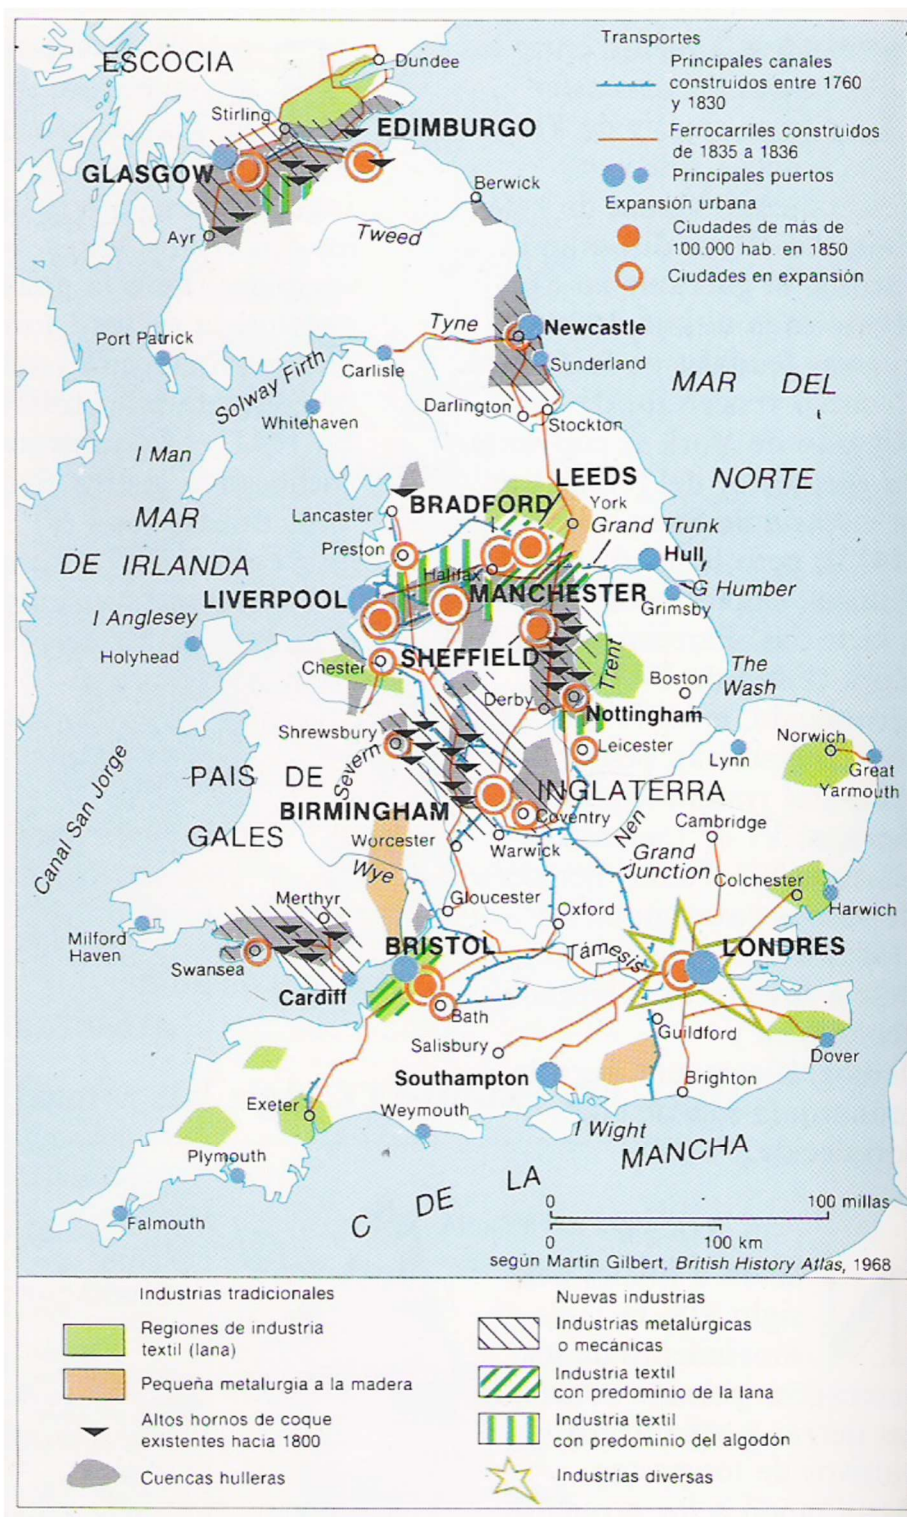 Transportes
Principales canales
construidos entre 1760
y 1830
Ferrocarriles construidos
de 1835 a 1836
Principales puertos
Expansión urbana
Ciudades de más de
100.000 hab. en 1850
Ciudades en expansión
ESCOCIA
Dundee
Stirling
EDIMBURGO
GLASGOW
Berwick
Ayr
Tweed
Port Patrick
Tyne
Newcastle
Carlisle
Sunderland
Solway Firth
MAR DEL
Whitehaven
Darlington
Stockton
I Man
NORTE
LEEDS
BRADFORD
Lancaster
York
MAR
Grand Trunk
Preston
DE IRLANDA
Halifax
Hull
LIVERPOOL
MANCHESTER
G Humber
Grimsby
I Anglesey
Holyhead
Chester
SHEFFIELD
Trent
Boston
The
Wash
Derby
Nottingham
Shrewsbury
Leicester
Norwich
Severn
Lynn
Great
Yarmouth
Canal San Jorge
PAIS DE
GALES
INGLATERRA
BIRMINGHAM
Coventry
Nen
Cambridge
Worcester
Warwick
Wye
Grand
Junction
Colchester
Merthyr
Gloucester
Oxford
Harwich
Milford
Haven
BRISTOL
Támesis
LONDRES
Swansea
Cardiff
Bath
Guildford
Salisbury
Dover
Southampton
Brighton
Exeter
Weymouth
I Wight
Plymouth
C DE LA MANCHA
Falmouth
0 100 millas
0 100 km
según Martin Gilbert, British History Atlas, 1968
Industrias tradicionales
Regiones de industria
textil (lana)
Pequeña metalurgia a la madera
Altos hornos de coque
existentes hacia 1800
Cuencas hulleras
Nuevas industrias
Industrias metalúrgicas
o mecánicas
Industria textil
con predominio de la lana
Industria textil
con predominio del algodón
Industrias diversas